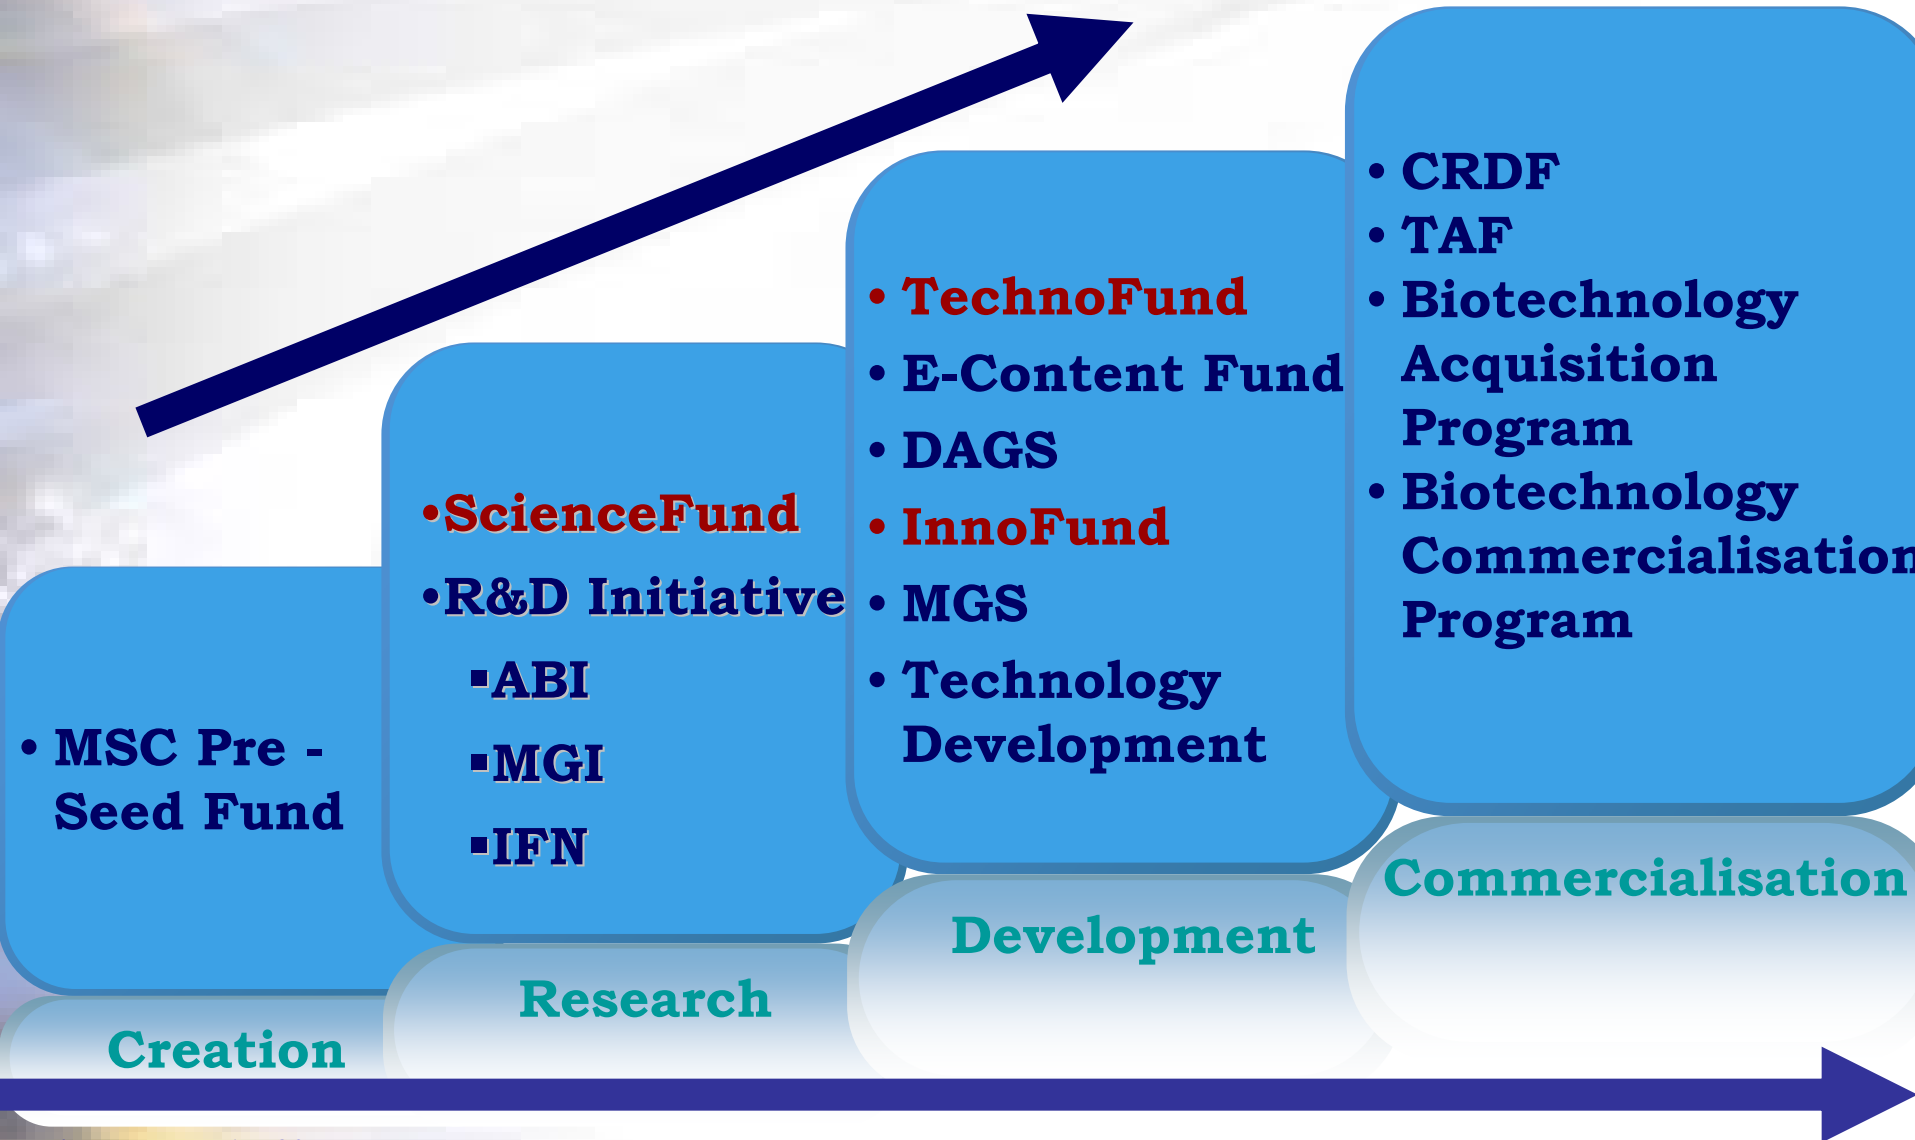 • MSC Pre -
Seed Fund
Creation
•ScienceFund
•R&D Initiative
▪ABI
▪MGI
▪IFN
Research
• TechnoFund
• E-Content Fund
• DAGS
• InnoFund
• MGS
• Technology
Development
Development
• CRDF
• TAF
• Biotechnology
Acquisition
Program
• Biotechnology
Commercialisation
Program
Commercialisation